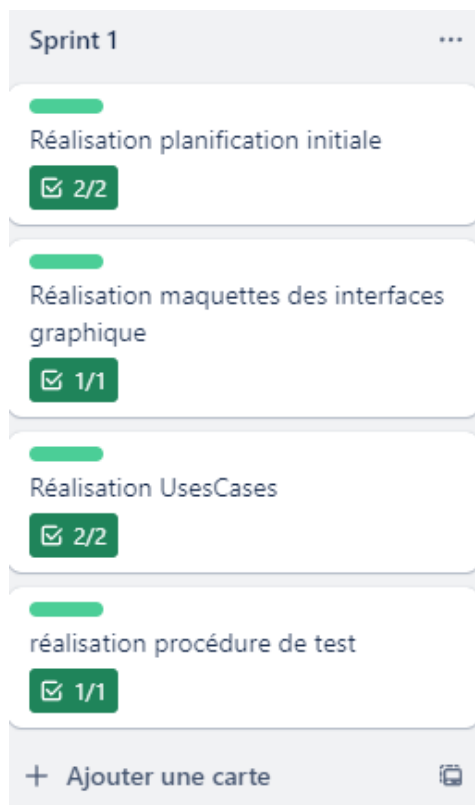 Sprint 1
Réalisation planification initiale
2/2
Réalisation maquettes des interfaces
graphique
1/1
Réalisation UsesCases
2/2
réalisation procédure de test
1/1
+ Ajouter une carte